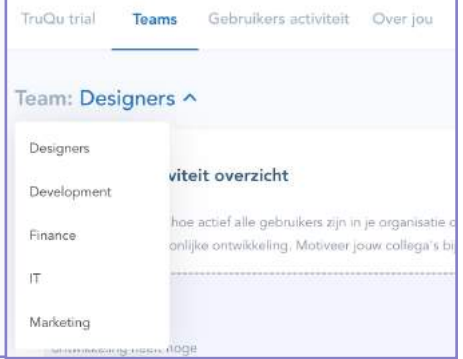 TruQu trial Teams Gebruikers activiteit Over jou
Team: Designers
Designers
viteit overzicht
Development
hoe actief alle gebruikers zijn in je organisatie
Finance
onlijke ontwikkeling. Motiveer jouw collega's bij
IT
Marketing
hoge